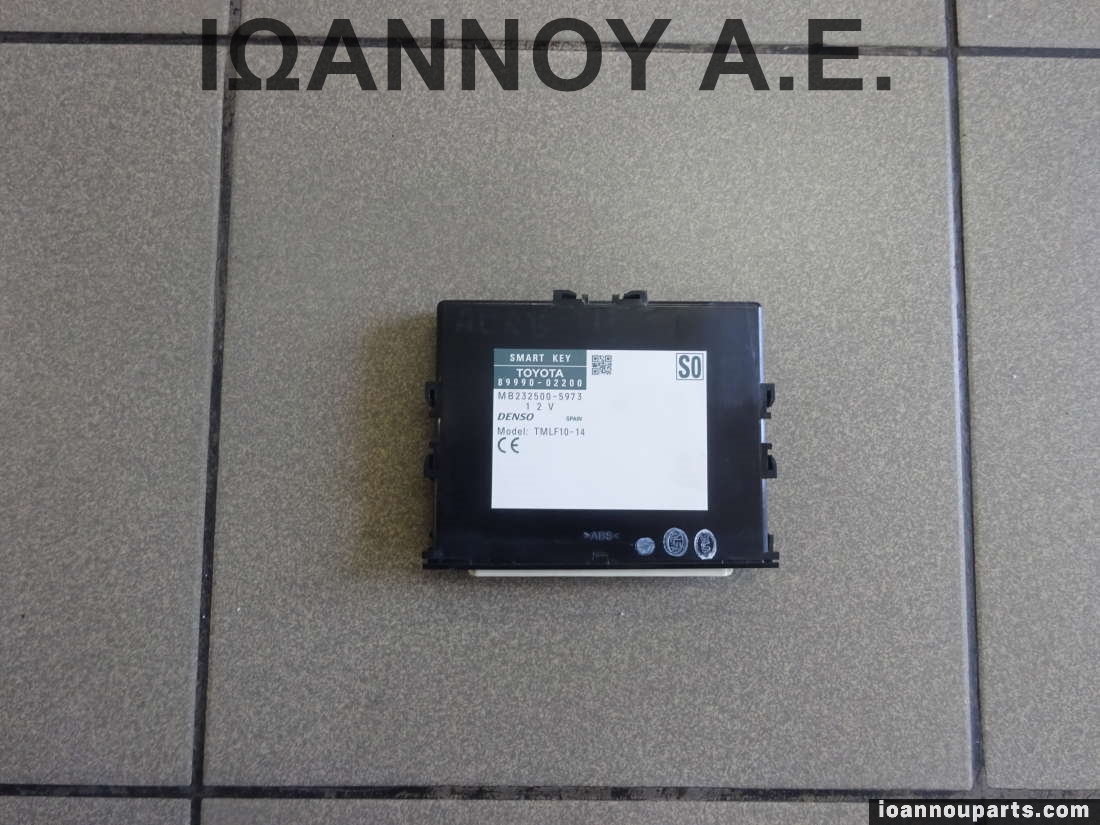 ΙΩΑΝΝΟΥ Α.Ε.
SMART KEY
TOYOTA
89990-02200
S0
MB232500-5973
12V
DENSO SPAIN
Model: TMLF10-14
CE
>ABS<
ioannouparts.com